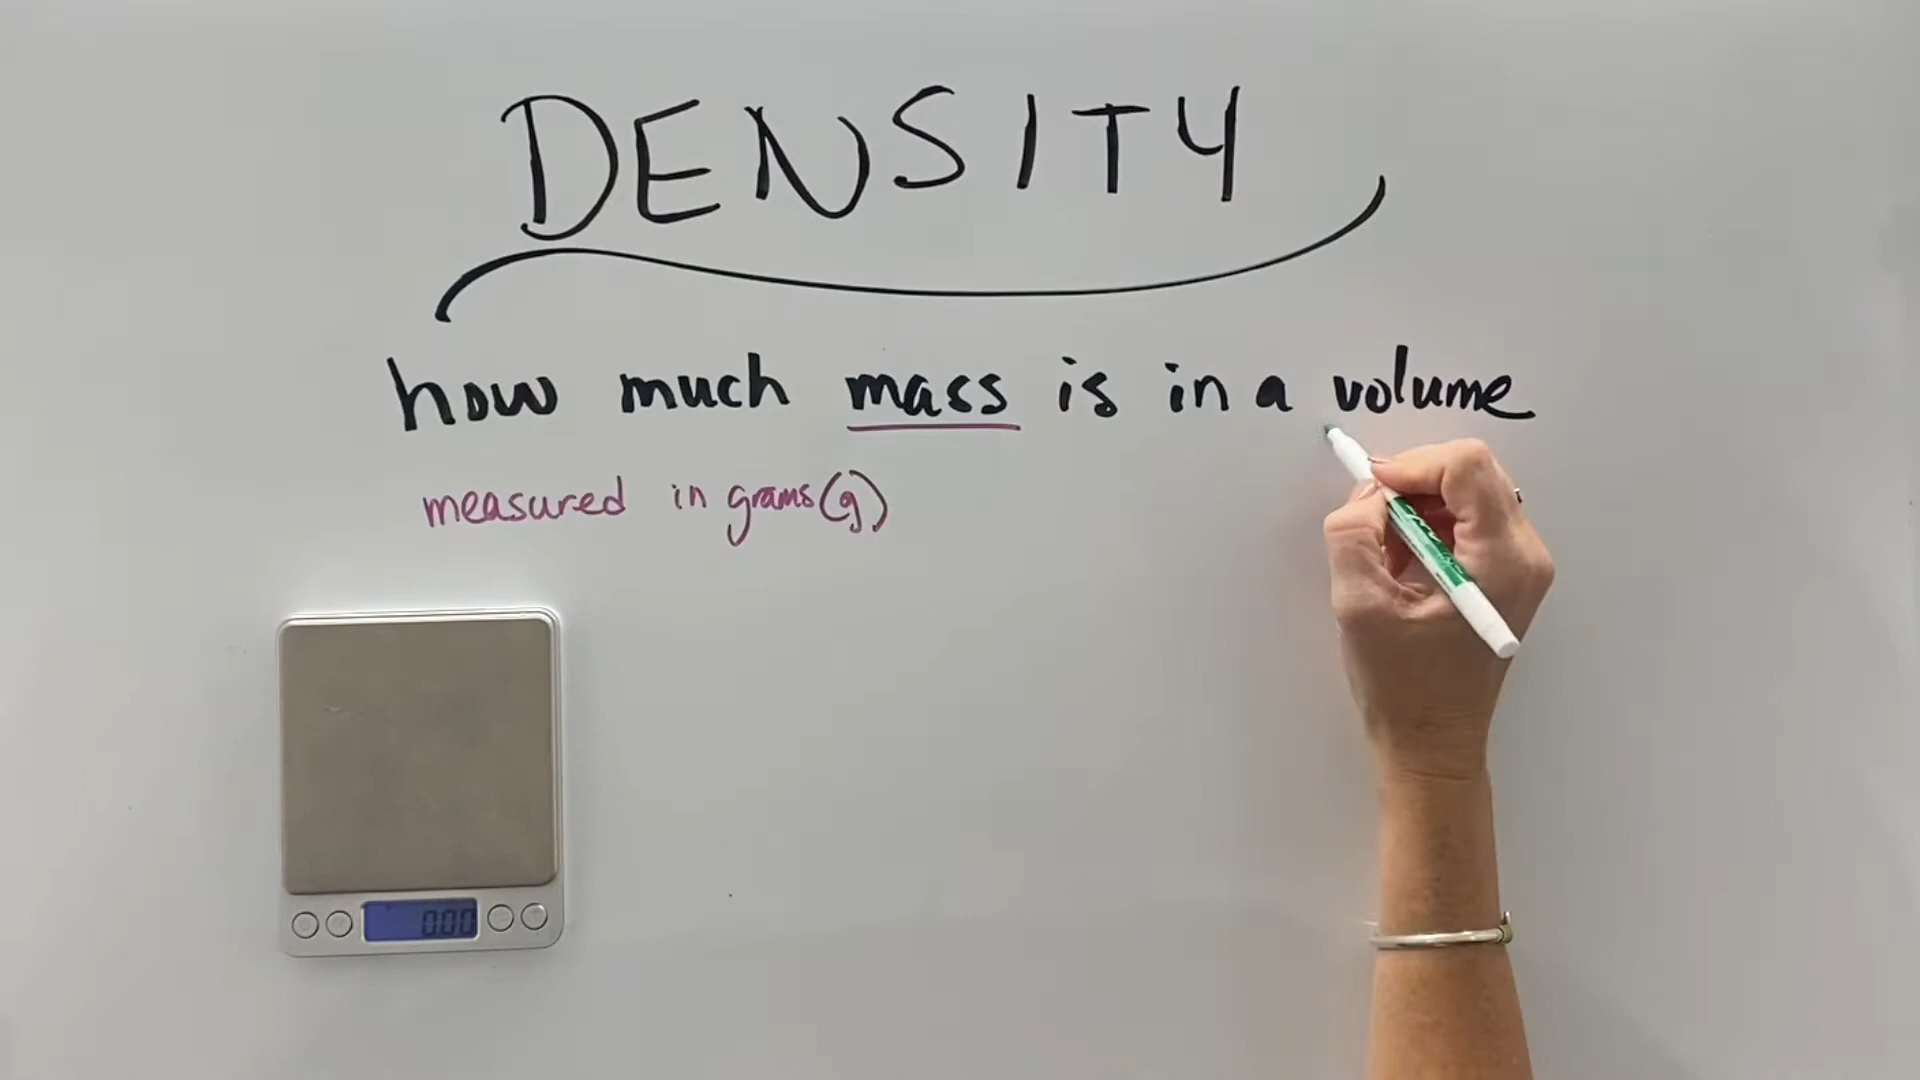 DENSITY
how much mass is in a volume
measured in grams (g)
0.00